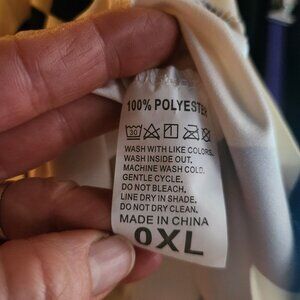 100% POLYESTER
30
WASH WITH LIKE COLORS.
WASH INSIDE OUT.
MACHINE WASH COLD.
GENTLE CYCLE.
DO NOT BLEACH.
LINE DRY IN SHADE.
DO NOT DRY CLEAN.
MADE IN CHINA
0XL